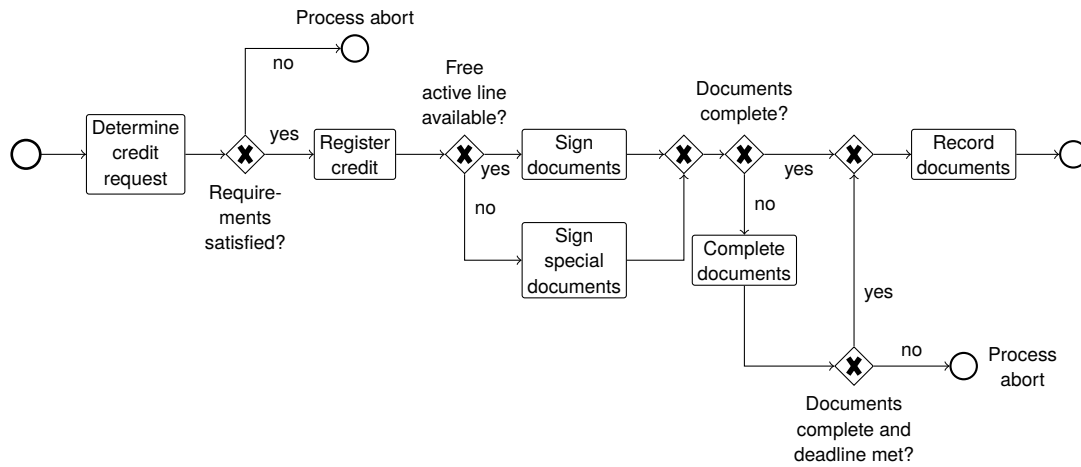 Process abort
no
Determine
credit
request
yes
Require-
ments
satisfied?
Register
credit
Free
active line
available?
yes
no
Sign
documents
Sign
special
documents
Documents
complete?
yes
no
Complete
documents
yes
no
Documents
complete and
deadline met?
Process
abort
Record
documents